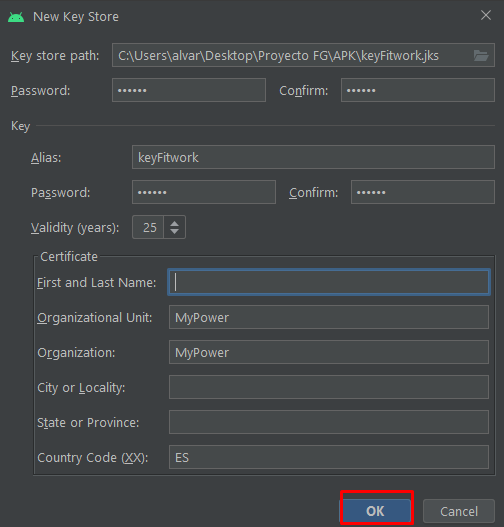 New Key Store
Key store path: C:\Users\alvar\Desktop\Proyecto FG\APK\keyFitwork.jks
Password: •••••• Confirm: ••••••
Key
Alias: keyFitwork
Password: •••••• Confirm: ••••••
Validity (years): 25
Certificate
First and Last Name:
Organizational Unit: MyPower
Organization: MyPower
City or Locality:
State or Province:
Country Code (XX): ES
OK Cancel